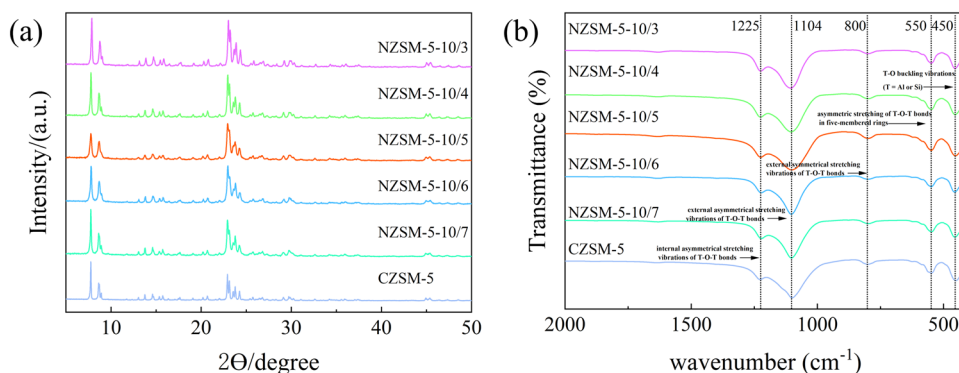 (a)
Intensity/(a.u.)
NZSM-5-10/3
NZSM-5-10/4
NZSM-5-10/5
NZSM-5-10/6
NZSM-5-10/7
CZSM-5
10
20
30
40
50
2Θ/degree
(b)
Transmittance (%)
1225
1104
800
550
450
NZSM-5-10/3
NZSM-5-10/4
T-O buckling vibrations
(T = Al or Si)
NZSM-5-10/5
asymmetric stretching of T-O-T bonds
in five-membered rings
NZSM-5-10/6
external symmetrical stretching
vibrations of T-O-T bonds
NZSM-5-10/7
external asymmetrical stretching
vibrations of T-O-T bonds
CZSM-5
internal asymmetrical stretching
vibrations of T-O-T bonds
2000
1500
1000
500
wavenumber (cm⁻¹)